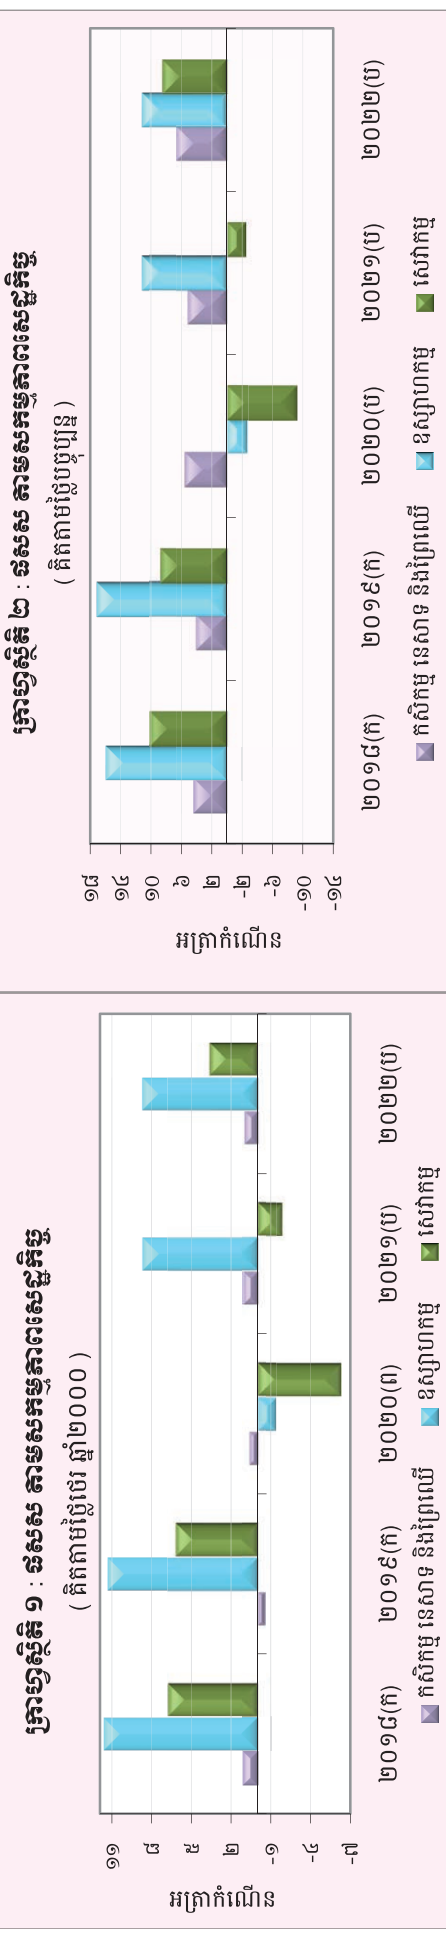 ក្រាហ្វស្ថិតិ ១ : ផសស តាមសកម្មភាពសេដ្ឋកិច្ច
( គិតតាមថ្លៃថេរ ឆ្នាំ២០០០ )
អត្រាកំណើន
១១
៨
៥
២
-១
-៤
-៧
២០១៨(ក)
២០១៩(ក)
២០២០(ព)
២០២១(ប)
២០២២(ប)
កសិកម្ម នេសាទ និងព្រៃឈើ
ឧស្សាហកម្ម
សេវាកម្ម
ក្រាហ្វស្ថិតិ ២ : ផសស តាមសកម្មភាពសេដ្ឋកិច្ច
( គិតតាមថ្លៃបច្ចុប្បន្ន )
អត្រាកំណើន
១៨
១៤
១០
៦
២
-២
-៦
-១០
-១៤
២០១៨(ក)
២០១៩(ក)
២០២០(ប)
២០២១(ប)
២០២២(ប)
កសិកម្ម នេសាទ និងព្រៃឈើ
ឧស្សាហកម្ម
សេវាកម្ម